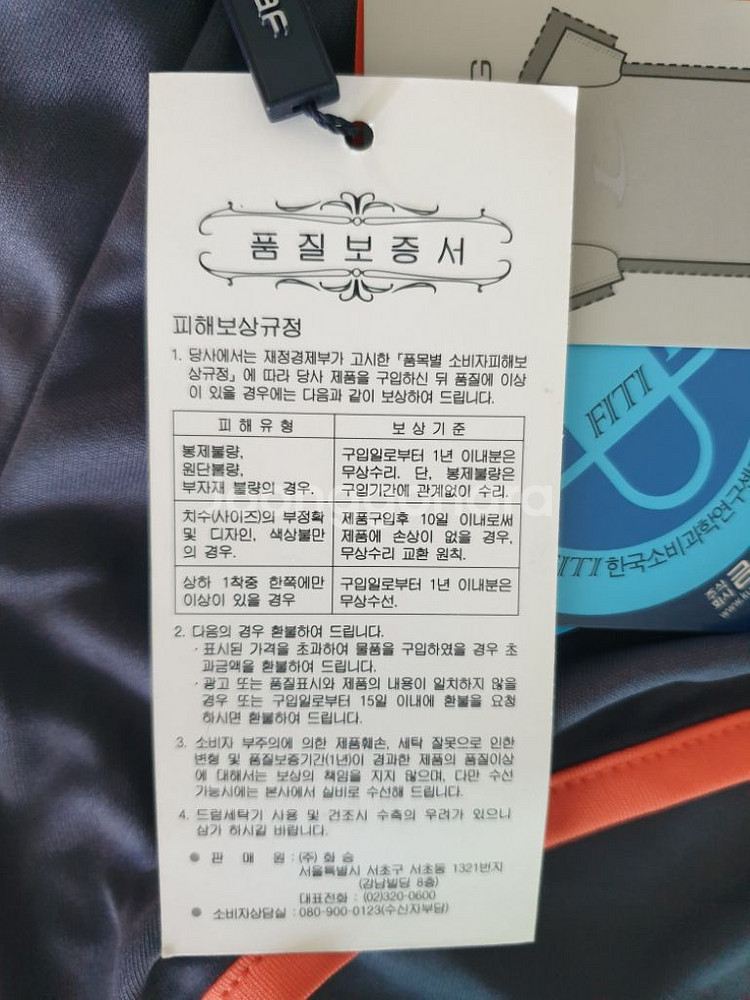 품질보증서
피해보상규정
1. 당사에서는 재정경제부가 고시한 「품목별 소비자피해보
상규정」에 따라 당사 제품을 구입하신 뒤 품질에 이상
이 있을 경우에는 다음과 같이 보상하여 드립니다.
피해유형
보상기준
봉제불량,
원단불량,
부자재 불량의 경우.
구입일로부터 1년 이내분은
무상수리. 단, 봉제불량은
구입기간에 관계없이 수리.
치수(사이즈)의 부정확
및 디자인, 색상불만
의 경우.
제품구입후 10일 이내로써
제품에 손상이 없을 경우,
무상수리 교환 원칙.
상하 1착중 한쪽에만
이상이 있을 경우
구입일로부터 1년 이내분은
무상수선.
2. 다음의 경우 환불하여 드립니다.
· 표시된 가격을 초과하여 물품을 구입하였을 경우 초
과금액을 환불하여 드립니다.
· 광고 또는 품질표시와 제품의 내용이 일치하지 않을
경우 또는 구입일로부터 15일 이내에 환불을 요청
하시면 환불하여 드립니다.
3. 소비자 부주의에 의한 제품훼손, 세탁 잘못으로 인한
변형 및 품질보증기간(1년)이 경과한 제품의 품질이상
에 대해서는 보상의 책임을 지지 않으며, 다만 수선
가능시에는 본사에서 실비로 수선해 드립니다.
4. 드럼세탁기 사용 및 건조시 수축의 우려가 있으니
삼가 하시길 바랍니다.
● 판 매 원 : (주) 화승
서울특별시 서초구 서초동 1321번지
(강남빌딩 8층)
대표전화 : (02)320-0600
● 소비자상담실 : 080-900-0123(수신자부담)
FITI
FITI 한국소비과학연구센
주식
회사
G